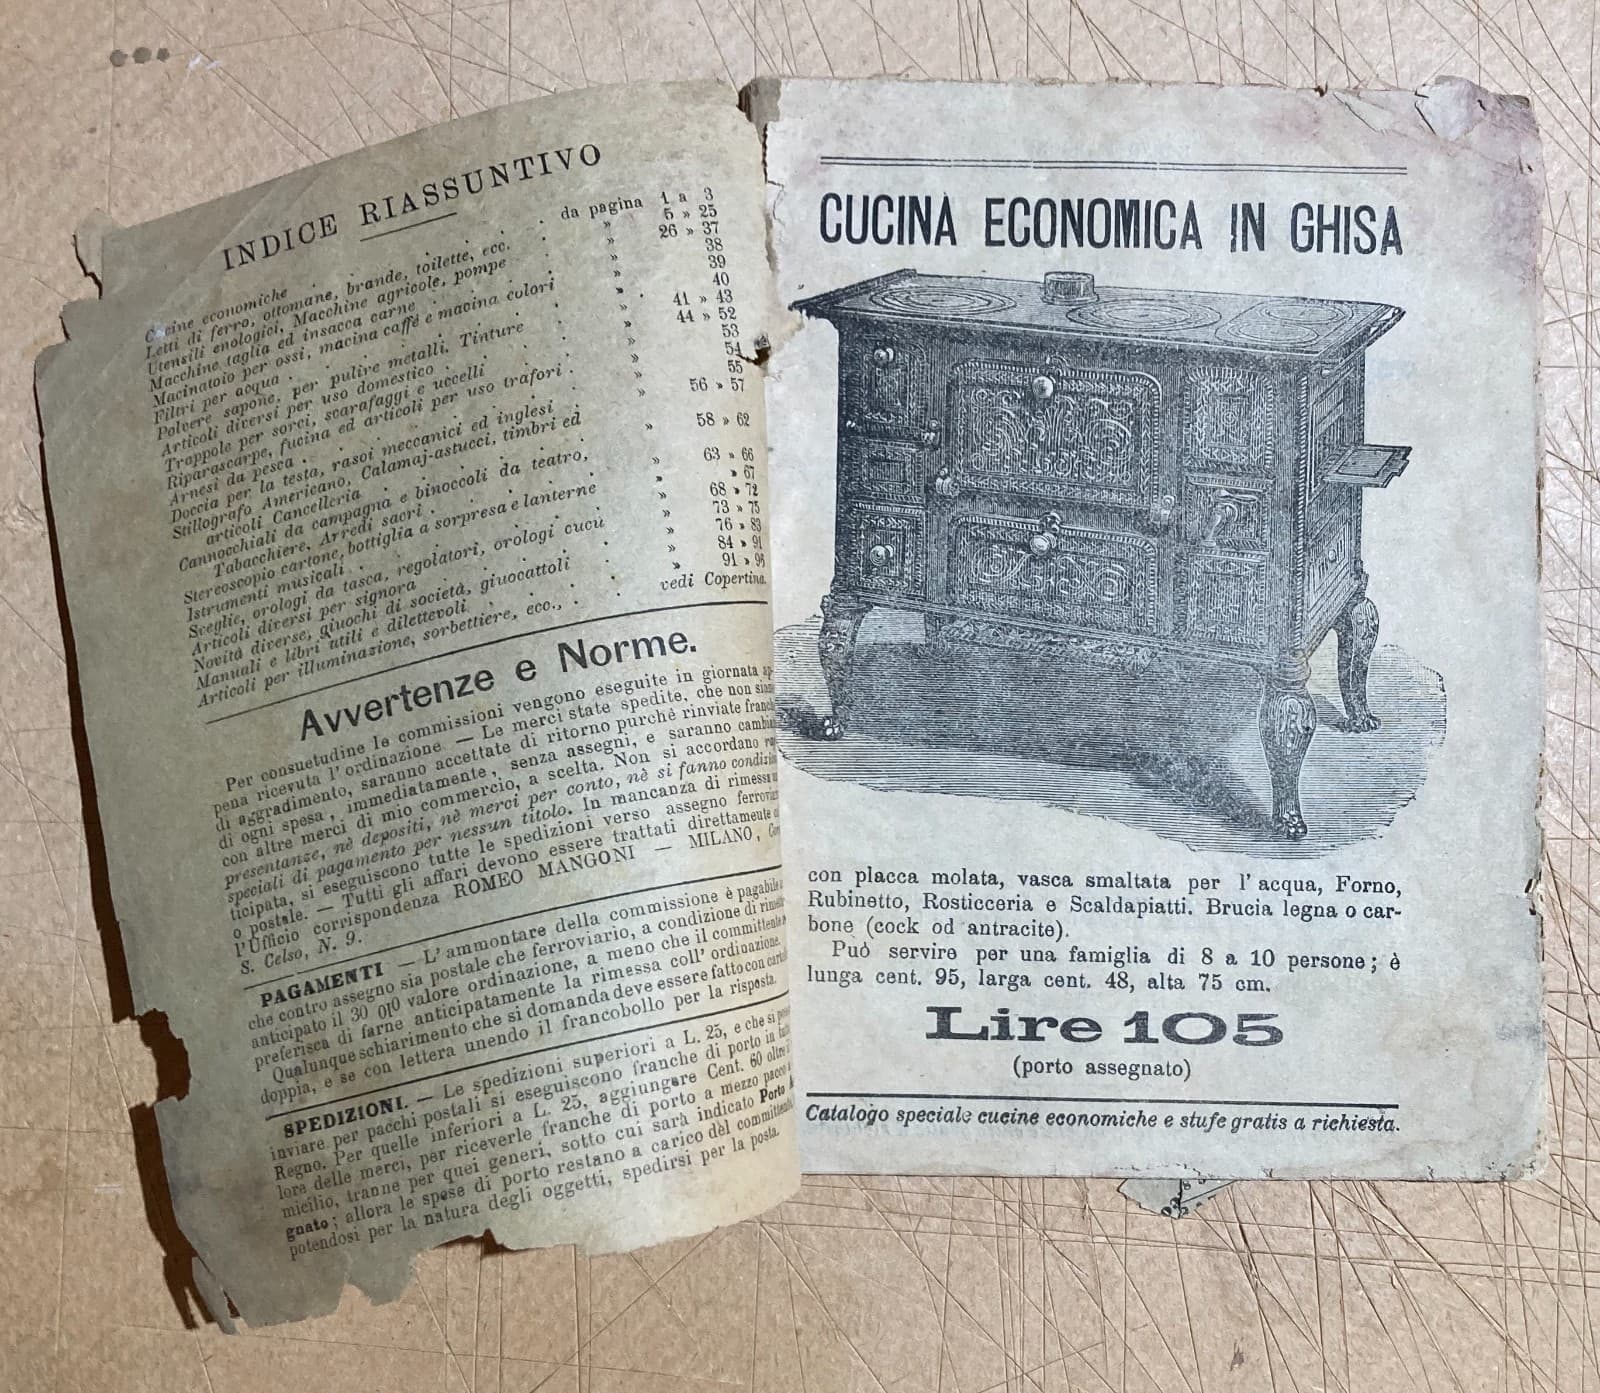 INDICE RIASSUNTIVO
Cucine economiche . . . da pagina 1 a 3
Letti di ferro, ottomane, brande, toilette, ecc. . » 5 » 25
Utensili enologici, Macchine agricole, pompe . » 26 » 37
Macchine taglia ed insacca carne . . . » 38
Macinatoio per ossi, macina caffé e macina colori » 39
Filtri per acqua . . . » 40
Polvere sapone, per pulire metalli. Tinture . » 41 » 43
Articoli diversi per uso domestico . . » 44 » 52
Trappole per sorci, scarafaggi e uccelli . » 53
Riparascarpe, fucina ed articoli per uso trafori . » 54
Arnesi da pesca . . . » 55
Doccia per la testa, rasoi meccanici ed inglesi . » 56 » 57
Stillografo Americano, Calamaj-astucci, timbri ed
articoli Cancelleria . . . » 58 » 62
Cannocchiali da campagna e binoccoli da teatro,
Tabacchiere, Arredi sacri . . . » 63 » 66
Stereoscopio cartone, bottiglia a sorpresa e lanterne » » 67
Istrumenti musicali . . . » 68 » 72
Sveglie, orologi da tasca, regolatori, orologi cucù » 73 » 75
Articoli diversi per signora . . . » 76 » 83
Novità diverse, giuochi di società, giuocattoli . » 84 » 91
Manuali e libri utili e dilettevoli . . . » 91 » 96
Articoli per illuminazione, sorbettiere, ecc., . . vedi Copertina.
Avvertenze e Norme.
Per consuetudine le commissioni vengono eseguite in giornata ap-
pena ricevuta l'ordinazione. — Le merci state spedite, che non siano
di aggradimento, saranno accettate di ritorno purchè rinviate franche
di ogni spesa, immediatamente, senza assegni, e saranno cambiate
con altre merci di mio commercio, a scelta. Non si accordano rap-
presentanze, nè depositi, nè merci per conto, nè si fanno condizioni
speciali di pagamento per nessun titolo. In mancanza di rimessa an-
ticipata, si eseguiscono tutte le spedizioni verso assegno ferroviario
o postale. — Tutti gli affari devono essere trattati direttamente con
l'Ufficio corrispondenza ROMEO MANGONI — MILANO, Corso
S. Celso, N. 9.
PAGAMENTI — L'ammontare della commissione è pagabile an-
che contro assegno sia postale che ferroviario, a condizione di rimettere
anticipato il 30 0|0 valore ordinazione, a meno che il committente
preferisca di farne anticipatamente la rimessa coll' ordinazione.
Qualunque schiarimento che si domanda deve essere fatto con cartolina
doppia, e se con lettera unendo il francobollo per la risposta.
SPEDIZIONI. — Le spedizioni superiori a L. 25, e che si possono
inviare per pacchi postali si eseguiscono franche di porto in tutto il
Regno. Per quelle inferiori a L. 25, aggiungere Cent. 60 oltre il
lore delle merci, per riceverle franche di porto a mezzo pacco
micilio, tranne per quei generi, sotto cui sarà indicato Porto
gnato; allora le spese di porto restano a carico del committente,
potendosi per la natura degli oggetti, spedirsi per la posta.
CUCINA ECONOMICA IN GHISA
con placca molata, vasca smaltata per l'acqua, Forno,
Rubinetto, Rosticceria e Scaldapiatti. Brucia legna o car-
bone (cock od antracite).
Può servire per una famiglia di 8 a 10 persone; è
lunga cent. 95, larga cent. 48, alta 75 cm.
Lire 105
(porto assegnato)
Catalogo speciale cucine economiche e stufe gratis a richiesta.